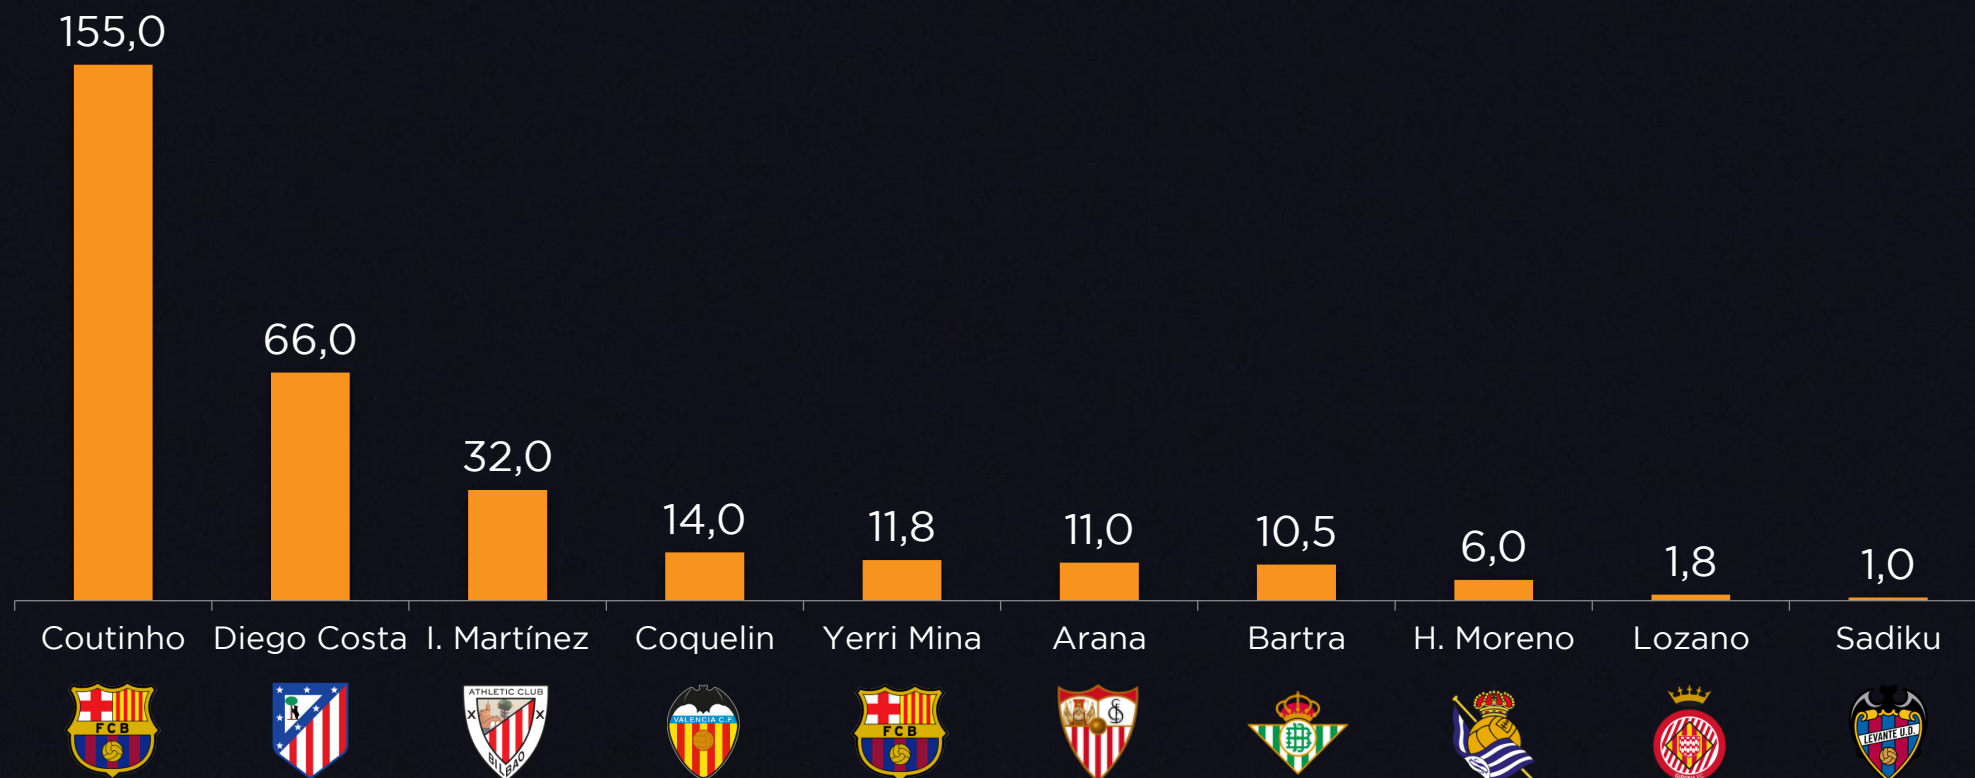 155,0
66,0
32,0
14,0
11,8
11,0
10,5
6,0
1,8
1,0
Coutinho
Diego Costa
I. Martínez
Coquelin
Yerri Mina
Arana
Bartra
H. Moreno
Lozano
Sadiku
FCB
ATHLETIC CLUB
BILBAO
VALENCIA C.F.
FCB
LEVANTE U.D.